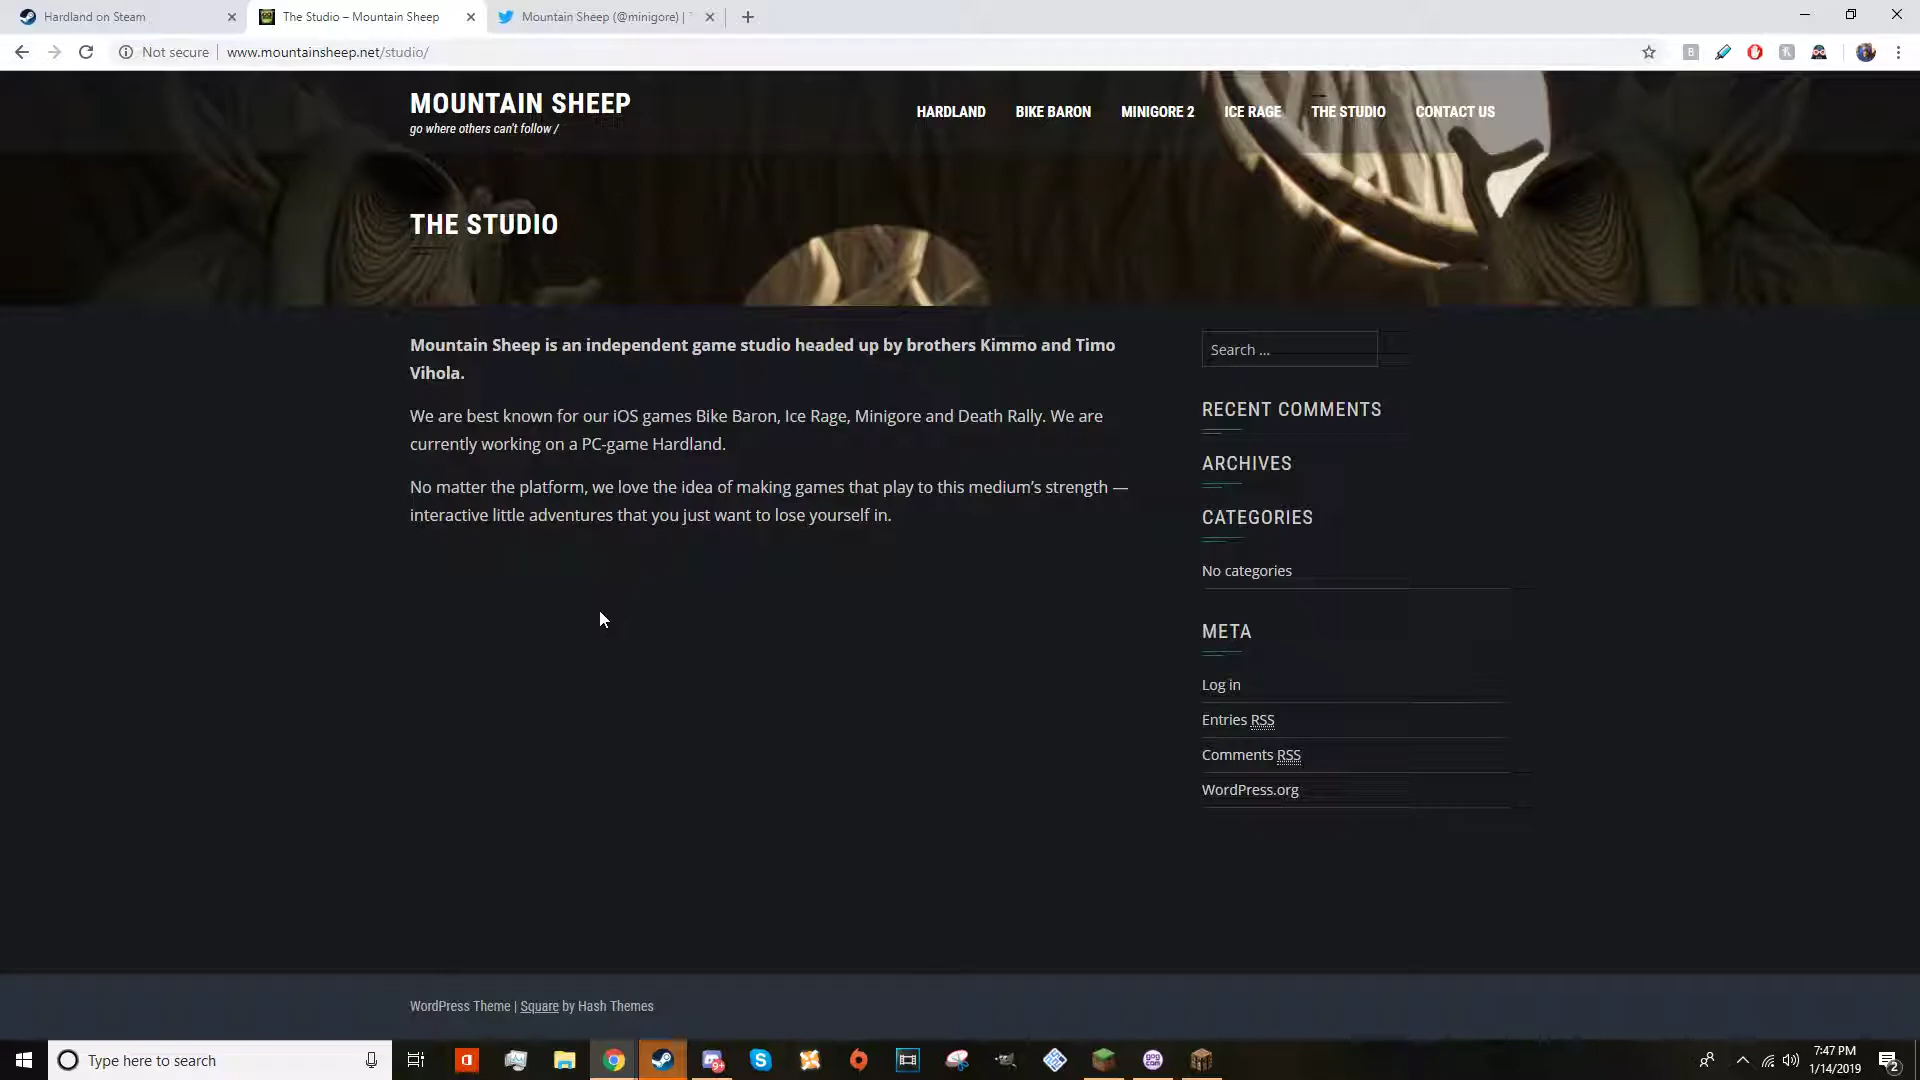 Hardland on Steam
The Studio – Mountain Sheep
Mountain Sheep (@minigore) |
Not secure
www.mountainsheep.net/studio/
MOUNTAIN SHEEP
go where others can't follow /
HARDLAND
BIKE BARON
MINIGORE 2
ICE RAGE
THE STUDIO
CONTACT US
THE STUDIO
Mountain Sheep is an independent game studio headed up by brothers Kimmo and Timo
Vihola.
We are best known for our iOS games Bike Baron, Ice Rage, Minigore and Death Rally. We are
currently working on a PC-game Hardland.
No matter the platform, we love the idea of making games that play to this medium’s strength —
interactive little adventures that you just want to lose yourself in.
Search …
RECENT COMMENTS
ARCHIVES
CATEGORIES
No categories
META
Log in
Entries RSS
Comments RSS
WordPress.org
WordPress Theme | Square by Hash Themes
Type here to search
9+
gog
com
7:47 PM
1/14/2019
2